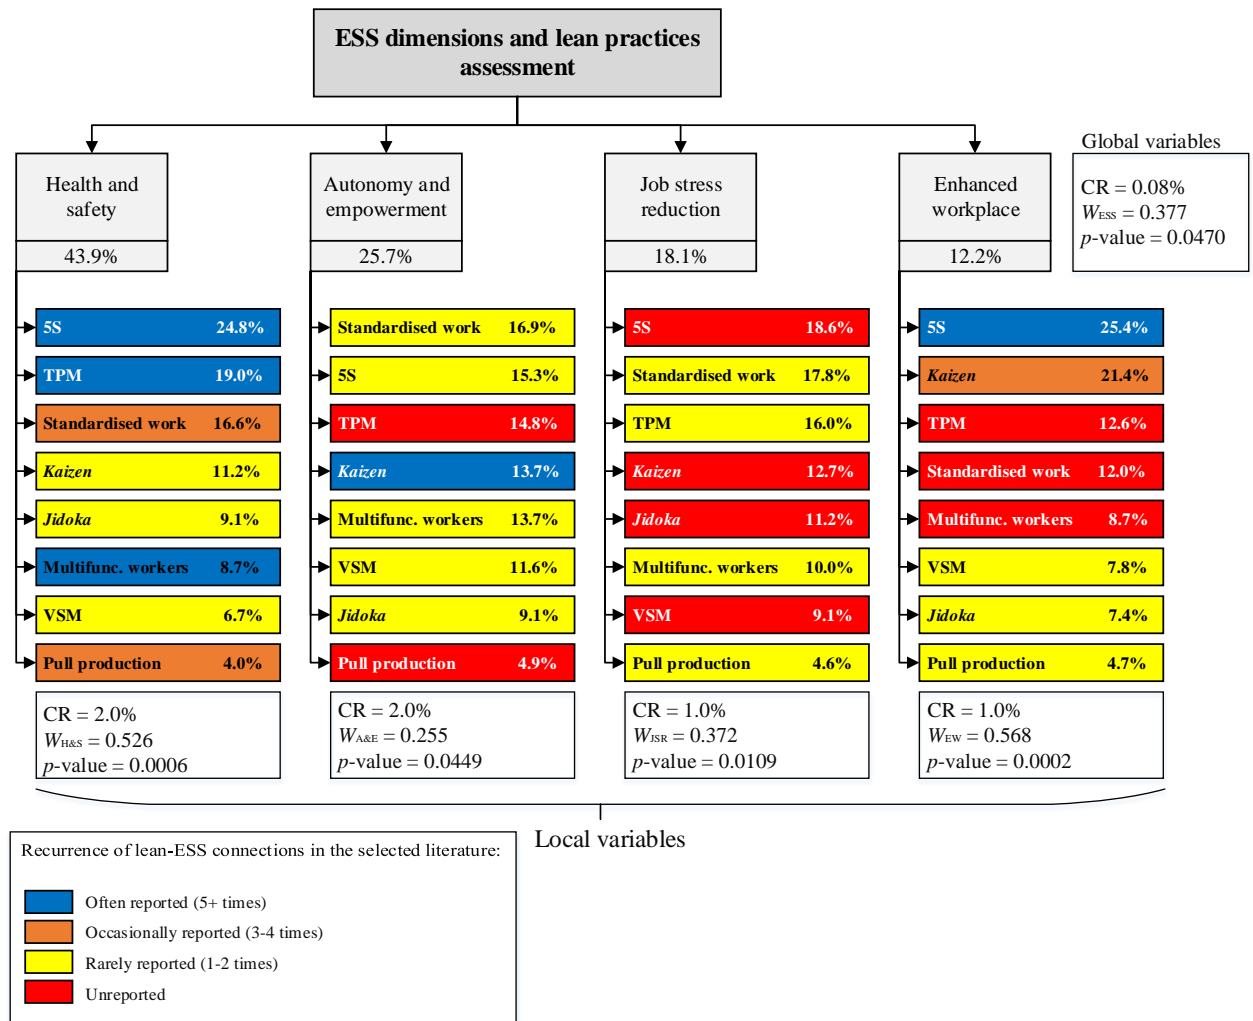 ESS dimensions and lean practices
assessment
Global variables
CR = 0.08%
WESS = 0.377
p-value = 0.0470
Health and
safety
43.9%
5S 24.8%
TPM 19.0%
Standardised work 16.6%
Kaizen 11.2%
Jidoka 9.1%
Multifunc. workers 8.7%
VSM 6.7%
Pull production 4.0%
CR = 2.0%
WH&S = 0.526
p-value = 0.0006
Autonomy and
empowerment
25.7%
Standardised work 16.9%
5S 15.3%
TPM 14.8%
Kaizen 13.7%
Multifunc. workers 13.7%
VSM 11.6%
Jidoka 9.1%
Pull production 4.9%
CR = 2.0%
WA&E = 0.255
p-value = 0.0449
Job stress
reduction
18.1%
5S 18.6%
Standardised work 17.8%
TPM 16.0%
Kaizen 12.7%
Jidoka 11.2%
Multifunc. workers 10.0%
VSM 9.1%
Pull production 4.6%
CR = 1.0%
WJSR = 0.372
p-value = 0.0109
Enhanced
workplace
12.2%
5S 25.4%
Kaizen 21.4%
TPM 12.6%
Standardised work 12.0%
Multifunc. workers 8.7%
VSM 7.8%
Jidoka 7.4%
Pull production 4.7%
CR = 1.0%
WEW = 0.568
p-value = 0.0002
Local variables
Recurrence of lean-ESS connections in the selected literature:
Often reported (5+ times)
Occasionally reported (3-4 times)
Rarely reported (1-2 times)
Unreported